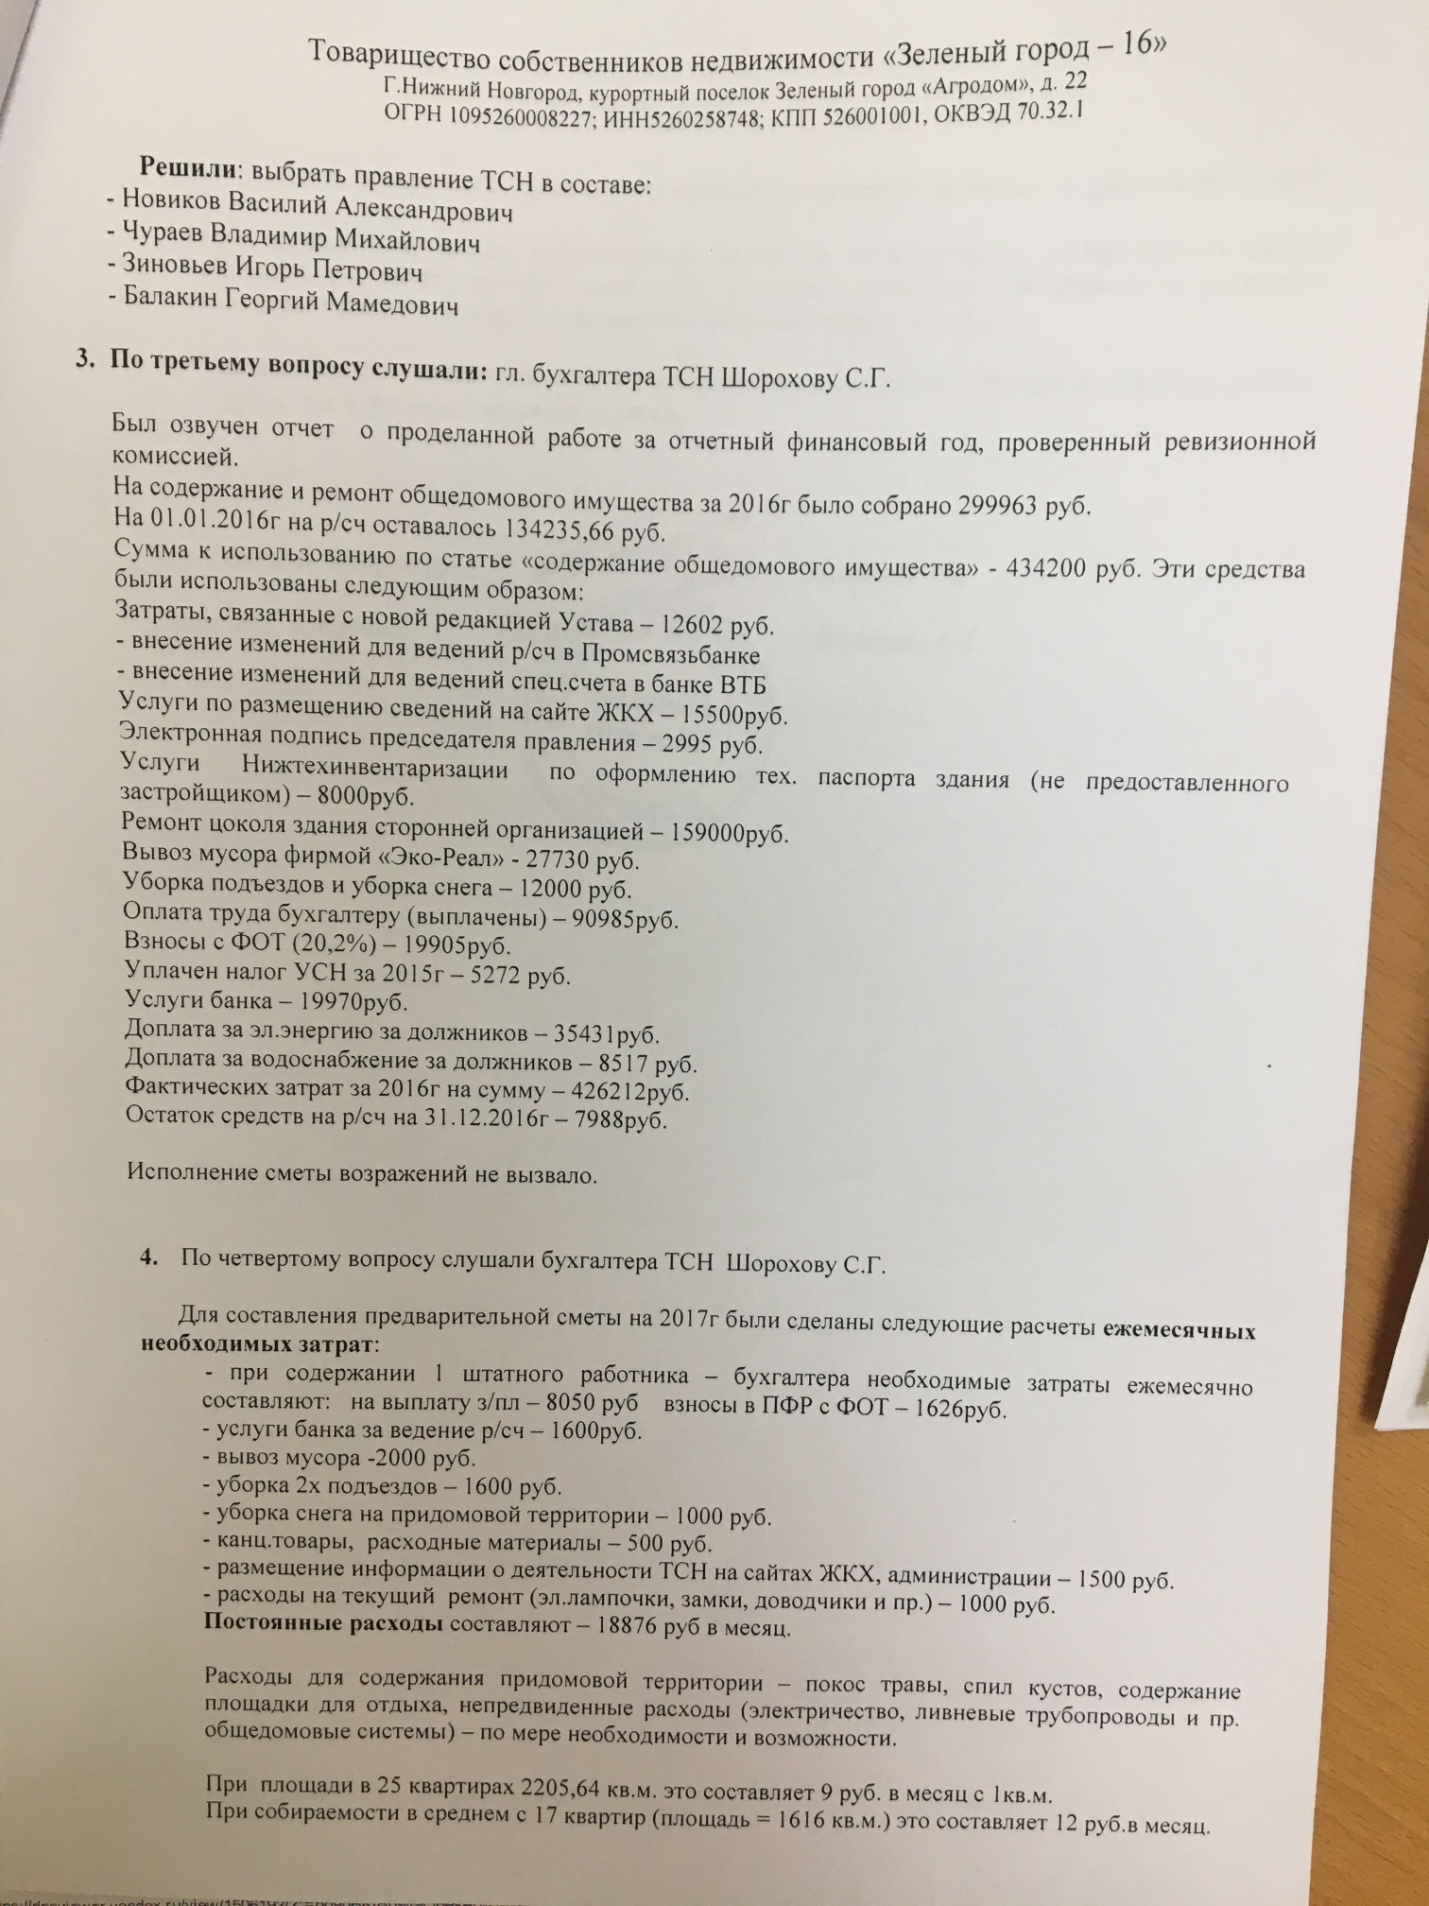 Товарищество собственников недвижимости «Зеленый город – 16»
Г.Нижний Новгород, курортный поселок Зеленый город «Агродом», д. 22
ОГРН 1095260008227; ИНН5260258748; КПП 526001001, ОКВЭД 70.32.1
Решили: выбрать правление ТСН в составе:
- Новиков Василий Александрович
- Чураев Владимир Михайлович
- Зиновьев Игорь Петрович
- Балакин Георгий Мамедович
3. По третьему вопросу слушали: гл. бухгалтера ТСН Шорохову С.Г.
Был озвучен отчет о проделанной работе за отчетный финансовый год, проверенный ревизионной
комиссией.
На содержание и ремонт общедомового имущества за 2016г было собрано 299963 руб.
На 01.01.2016г на р/сч оставалось 134235,66 руб.
Сумма к использованию по статье «содержание общедомового имущества» - 434200 руб. Эти средства
были использованы следующим образом:
Затраты, связанные с новой редакцией Устава – 12602 руб.
- внесение изменений для ведений р/сч в Промсвязьбанке
- внесение изменений для ведений спец.счета в банке ВТБ
Услуги по размещению сведений на сайте ЖКХ – 15500руб.
Электронная подпись председателя правления – 2995 руб.
Услуги Нижтехинвентаризации по оформлению тех. паспорта здания (не предоставленного
застройщиком) – 8000руб.
Ремонт цоколя здания сторонней организацией – 159000руб.
Вывоз мусора фирмой «Эко-Реал» - 27730 руб.
Уборка подъездов и уборка снега – 12000 руб.
Оплата труда бухгалтеру (выплачены) – 90985руб.
Взносы с ФОТ (20,2%) – 19905руб.
Уплачен налог УСН за 2015г – 5272 руб.
Услуги банка – 19970руб.
Доплата за эл.энергию за должников – 35431руб.
Доплата за водоснабжение за должников – 8517 руб.
Фактических затрат за 2016г на сумму – 426212руб.
Остаток средств на р/сч на 31.12.2016г – 7988руб.
Исполнение сметы возражений не вызвало.
4. По четвертому вопросу слушали бухгалтера ТСН Шорохову С.Г.
Для составления предварительной сметы на 2017г были сделаны следующие расчеты ежемесячных
необходимых затрат:
- при содержании 1 штатного работника – бухгалтера необходимые затраты ежемесячно
составляют: на выплату з/пл – 8050 руб взносы в ПФР с ФОТ – 1626руб.
- услуги банка за ведение р/сч – 1600руб.
- вывоз мусора -2000 руб.
- уборка 2х подъездов – 1600 руб.
- уборка снега на придомовой территории – 1000 руб.
- канц.товары, расходные материалы – 500 руб.
- размещение информации о деятельности ТСН на сайтах ЖКХ, администрации – 1500 руб.
- расходы на текущий ремонт (эл.лампочки, замки, доводчики и пр.) – 1000 руб.
Постоянные расходы составляют – 18876 руб в месяц.
Расходы для содержания придомовой территории – покос травы, спил кустов, содержание
площадки для отдыха, непредвиденные расходы (электричество, ливневые трубопроводы и пр.
общедомовые системы) – по мере необходимости и возможности.
При площади в 25 квартирах 2205,64 кв.м. это составляет 9 руб. в месяц с 1кв.м.
При собираемости в среднем с 17 квартир (площадь = 1616 кв.м.) это составляет 12 руб.в месяц.